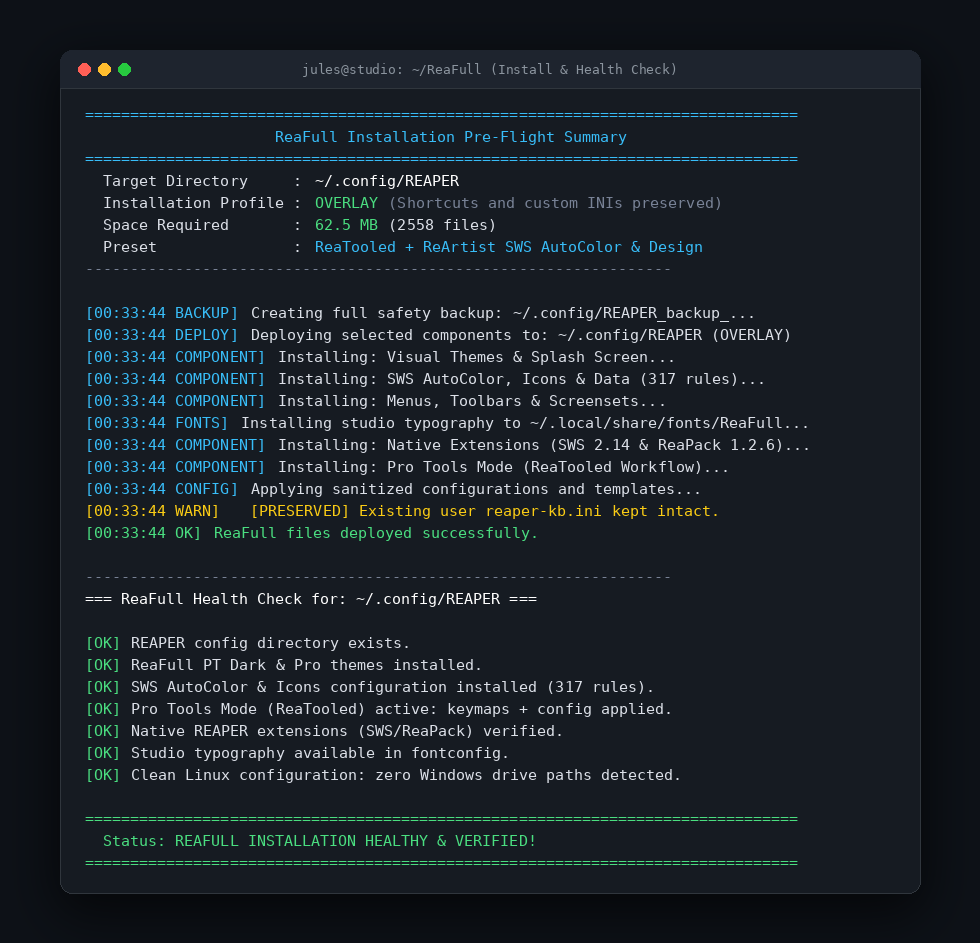 jules@studio: ~/ReaFull (Install & Health Check)
===============================================================================
ReaFull Installation Pre-Flight Summary
===============================================================================
Target Directory     : ~/.config/REAPER
Installation Profile : OVERLAY (Shortcuts and custom INIs preserved)
Space Required       : 62.5 MB (2558 files)
Preset               : ReaTooled + ReArtist SWS AutoColor & Design
-----------------------------------------------------------------
[00:33:44 BACKUP] Creating full safety backup: ~/.config/REAPER_backup_...
[00:33:44 DEPLOY] Deploying selected components to: ~/.config/REAPER (OVERLAY)
[00:33:44 COMPONENT] Installing: Visual Themes & Splash Screen...
[00:33:44 COMPONENT] Installing: SWS AutoColor, Icons & Data (317 rules)...
[00:33:44 COMPONENT] Installing: Menus, Toolbars & Screensets...
[00:33:44 FONTS] Installing studio typography to ~/.local/share/fonts/ReaFull...
[00:33:44 COMPONENT] Installing: Native Extensions (SWS 2.14 & ReaPack 1.2.6)...
[00:33:44 COMPONENT] Installing: Pro Tools Mode (ReaTooled Workflow)...
[00:33:44 CONFIG] Applying sanitized configurations and templates...
[00:33:44 WARN]   [PRESERVED] Existing user reaper-kb.ini kept intact.
[00:33:44 OK] ReaFull files deployed successfully.
-----------------------------------------------------------------
=== ReaFull Health Check for: ~/.config/REAPER ===
[OK] REAPER config directory exists.
[OK] ReaFull PT Dark & Pro themes installed.
[OK] SWS AutoColor & Icons configuration installed (317 rules).
[OK] Pro Tools Mode (ReaTooled) active: keymaps + config applied.
[OK] Native REAPER extensions (SWS/ReaPack) verified.
[OK] Studio typography available in fontconfig.
[OK] Clean Linux configuration: zero Windows drive paths detected.
===============================================================================
Status: REAFULL INSTALLATION HEALTHY & VERIFIED!
===============================================================================